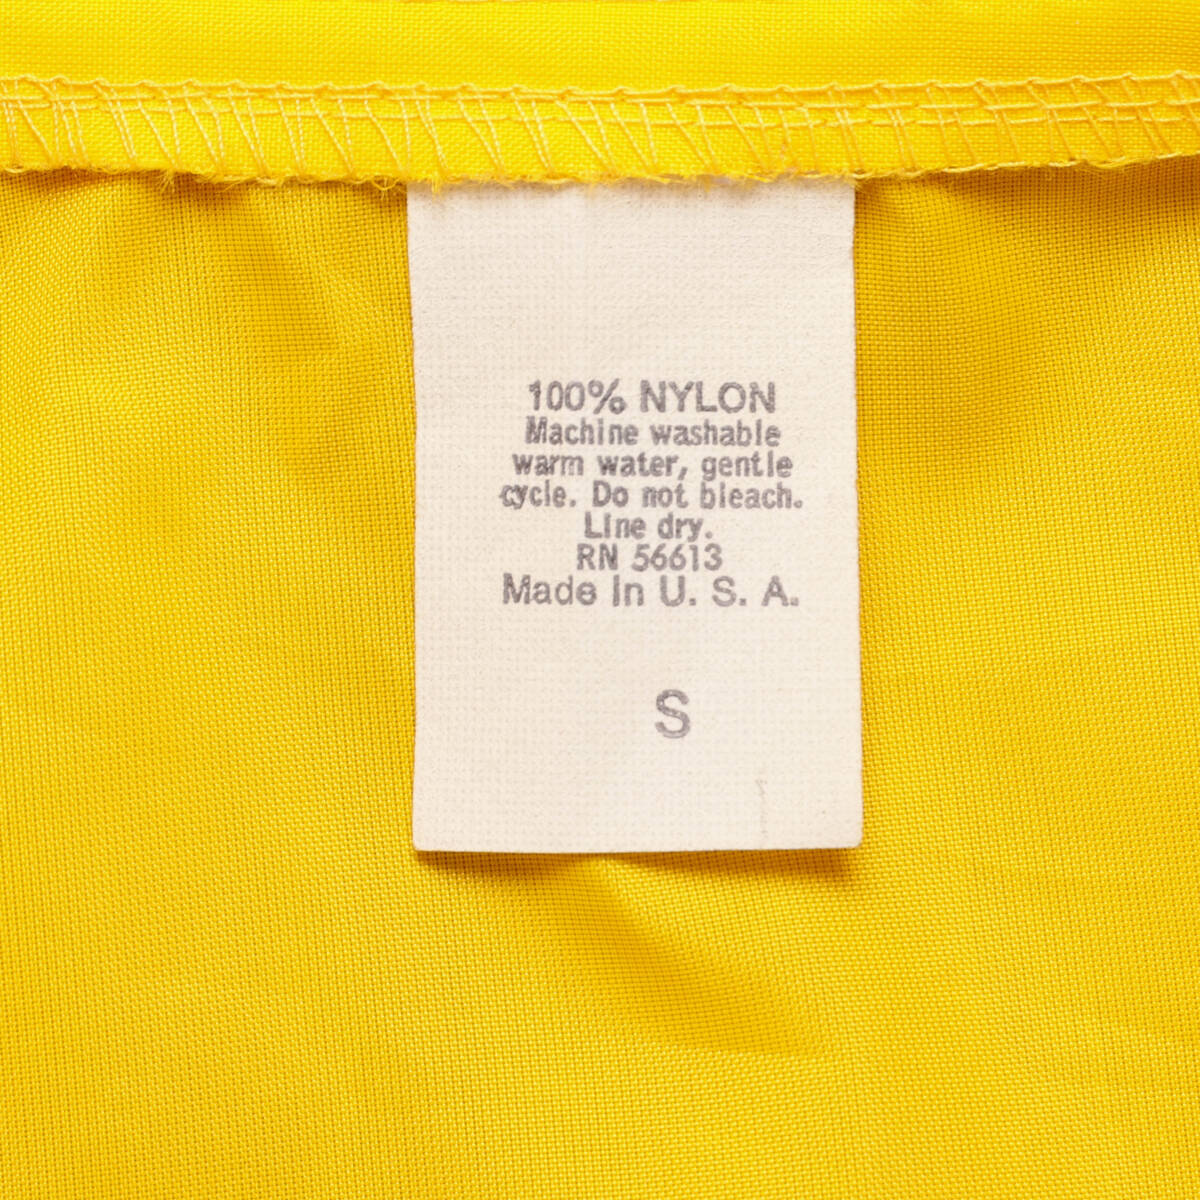 100% NYLON
Machine washable
warm water, gentle
cycle. Do not bleach.
Line dry.
RN 56613
Made In U. S. A.
S